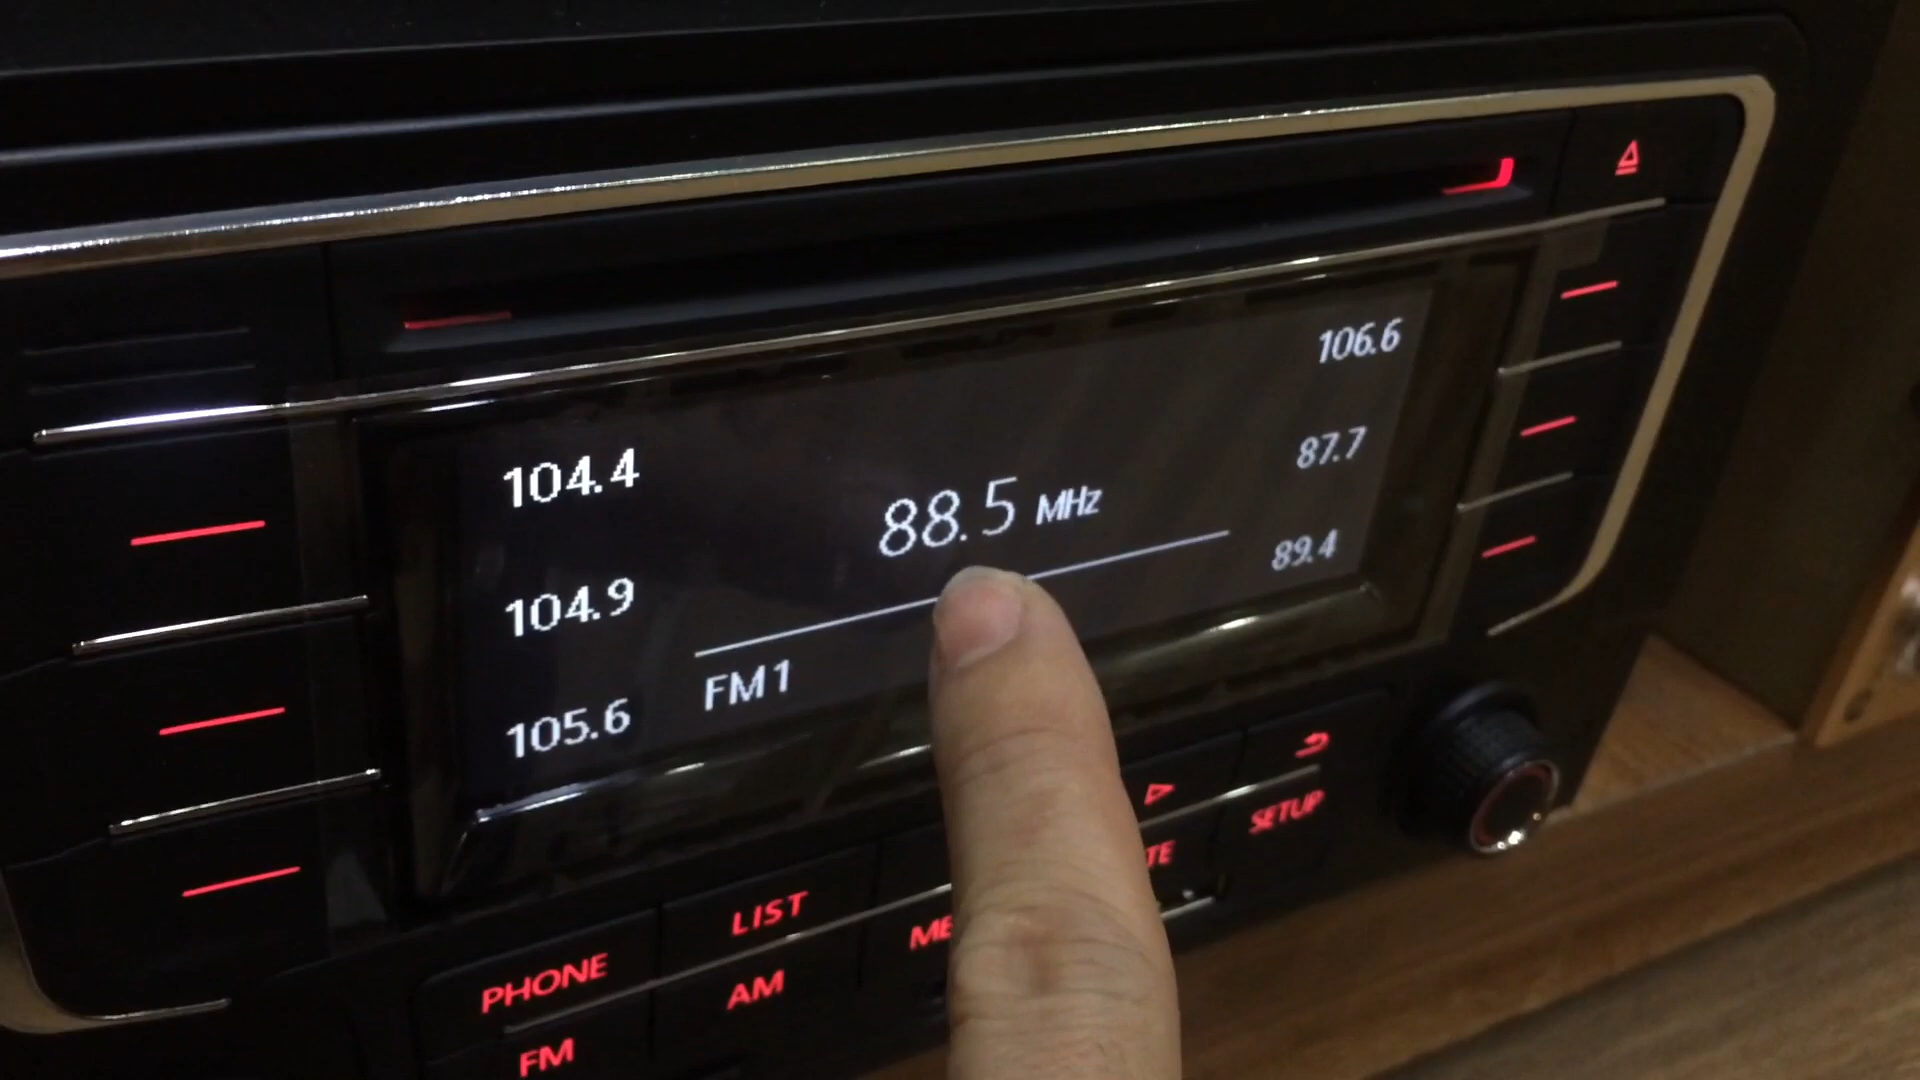 104.4
104.9
105.6
88.5 MHz
FM1
106.6
87.7
89.4
PHONE
LIST
AM
FM
SETUP